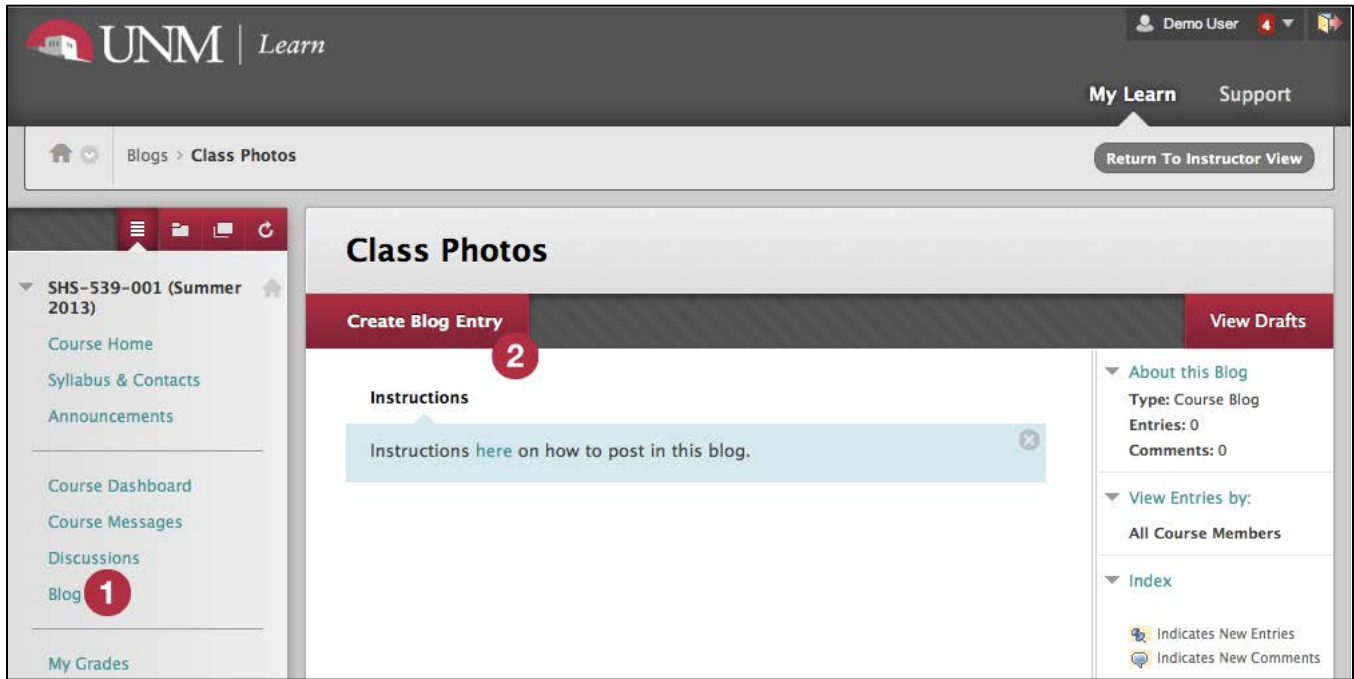 UNM | Learn
Demo User 4
My Learn Support
Blogs > Class Photos
Return To Instructor View
SHS-539-001 (Summer
2013)
Course Home
Syllabus & Contacts
Announcements
Course Dashboard
Course Messages
Discussions
Blog 1
My Grades
Class Photos
Create Blog Entry
2
View Drafts
Instructions
Instructions here on how to post in this blog.
About this Blog
Type: Course Blog
Entries: 0
Comments: 0
View Entries by:
All Course Members
Index
Indicates New Entries
Indicates New Comments